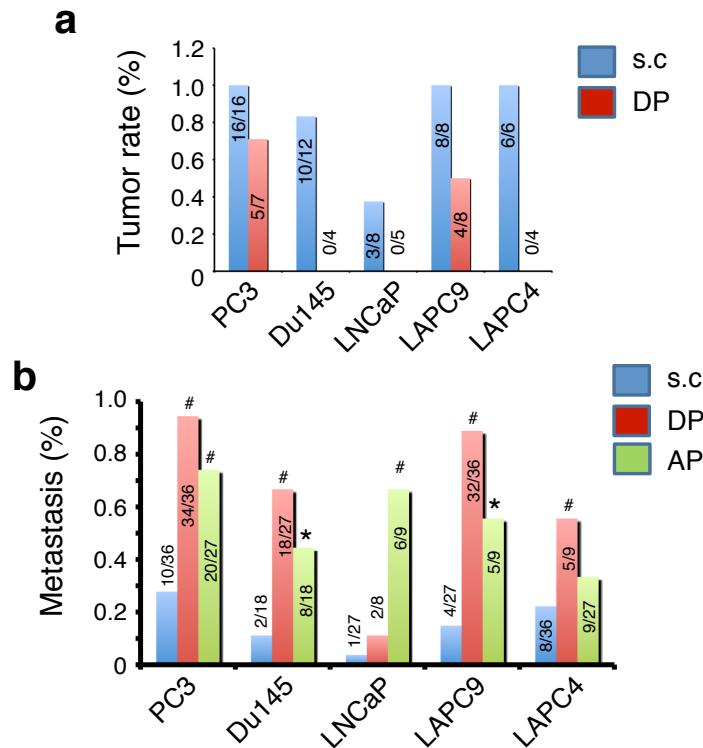 a
Tumor rate (%)
1.2
1.0
0.8
0.6
0.4
0.2
0
16/16
5/7
10/12
0/4
3/8
0/5
8/8
4/8
6/6
0/4
PC3
Du145
LNCaP
LAPC9
LAPC4
s.c
DP
b
Metastasis (%)
1.0
0.8
0.6
0.4
0.2
0
10/36
#
34/36
#
20/27
2/18
#
18/27
*
8/18
1/27
2/8
#
6/9
4/27
#
32/36
*
5/9
8/36
#
5/9
9/27
PC3
Du145
LNCaP
LAPC9
LAPC4
s.c
DP
AP